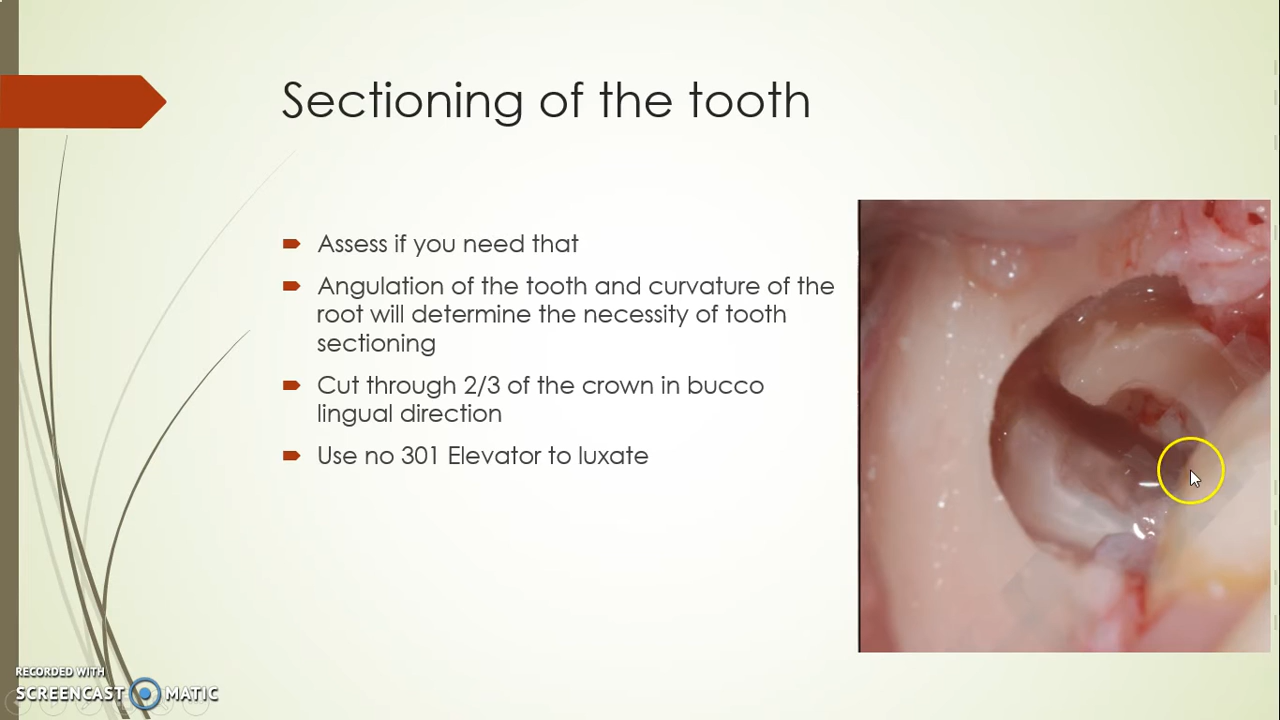 Sectioning of the tooth
Assess if you need that
Angulation of the tooth and curvature of the
root will determine the necessity of tooth
sectioning
Cut through 2/3 of the crown in bucco
lingual direction
Use no 301 Elevator to luxate
RECORDED WITH
SCREENCAST MATIC